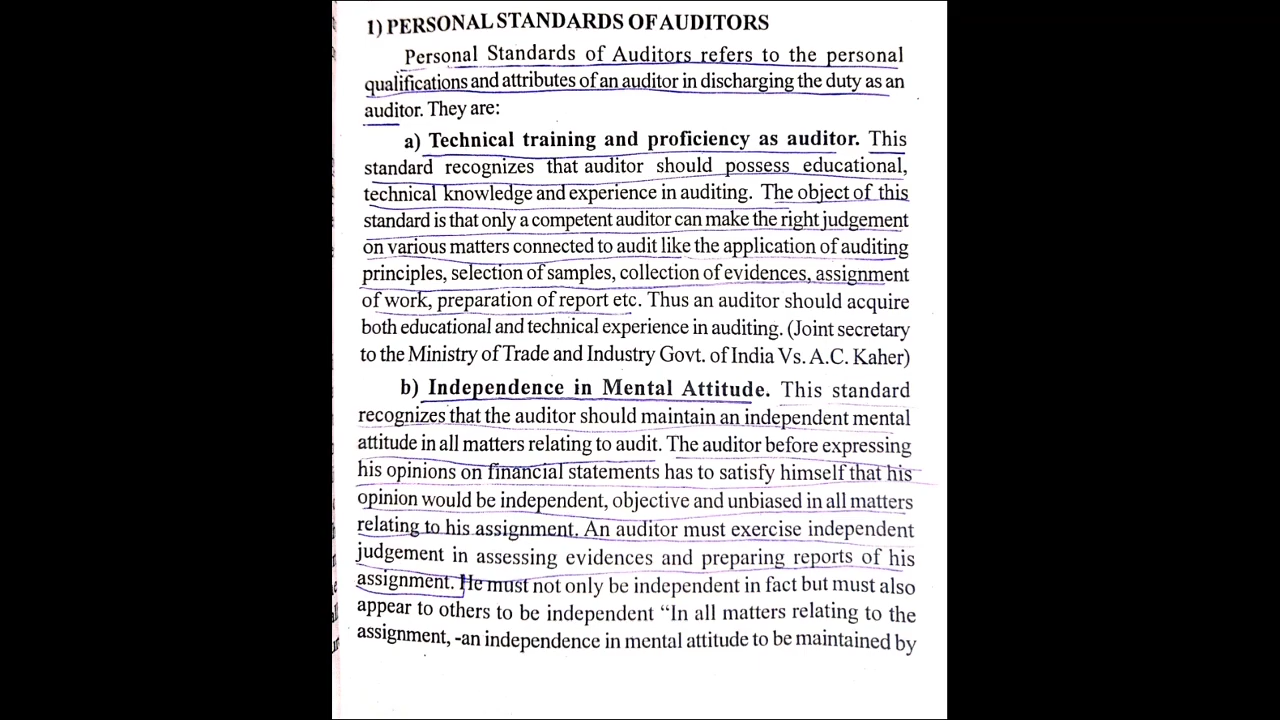 1) PERSONAL STANDARDS OF AUDITORS
Personal Standards of Auditors refers to the personal
qualifications and attributes of an auditor in discharging the duty as an
auditor. They are:
a) Technical training and proficiency as auditor. This
standard recognizes that auditor should possess educational,
technical knowledge and experience in auditing. The object of this
standard is that only a competent auditor can make the right judgement
on various matters connected to audit like the application of auditing
principles, selection of samples, collection of evidences, assignment
of work, preparation of report etc. Thus an auditor should acquire
both educational and technical experience in auditing. (Joint secretary
to the Ministry of Trade and Industry Govt. of India Vs. A.C. Kaher)
b) Independence in Mental Attitude. This standard
recognizes that the auditor should maintain an independent mental
attitude in all matters relating to audit. The auditor before expressing
his opinions on financial statements has to satisfy himself that his
opinion would be independent, objective and unbiased in all matters
relating to his assignment. An auditor must exercise independent
judgement in assessing evidences and preparing reports of his
assignment. He must not only be independent in fact but must also
appear to others to be independent “In all matters relating to the
assignment, -an independence in mental attitude to be maintained by